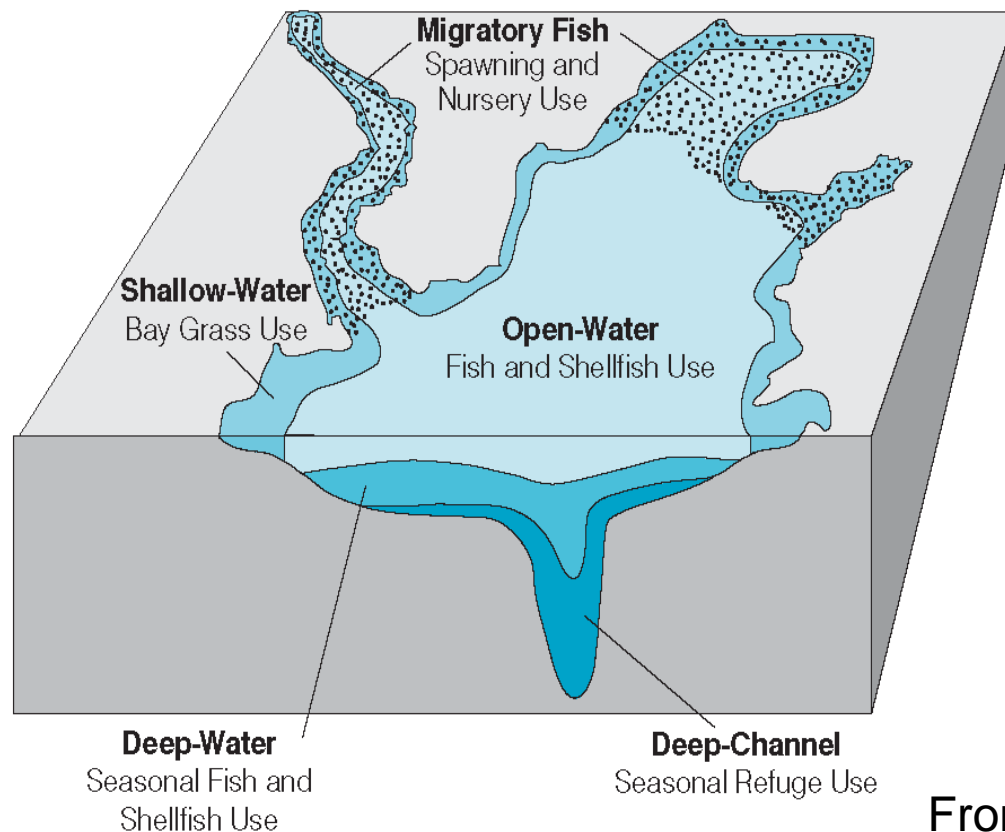 Migratory Fish
Spawning and
Nursery Use
Shallow-Water
Bay Grass Use
Open-Water
Fish and Shellfish Use
Deep-Water
Seasonal Fish and
Shellfish Use
Deep-Channel
Seasonal Refuge Use